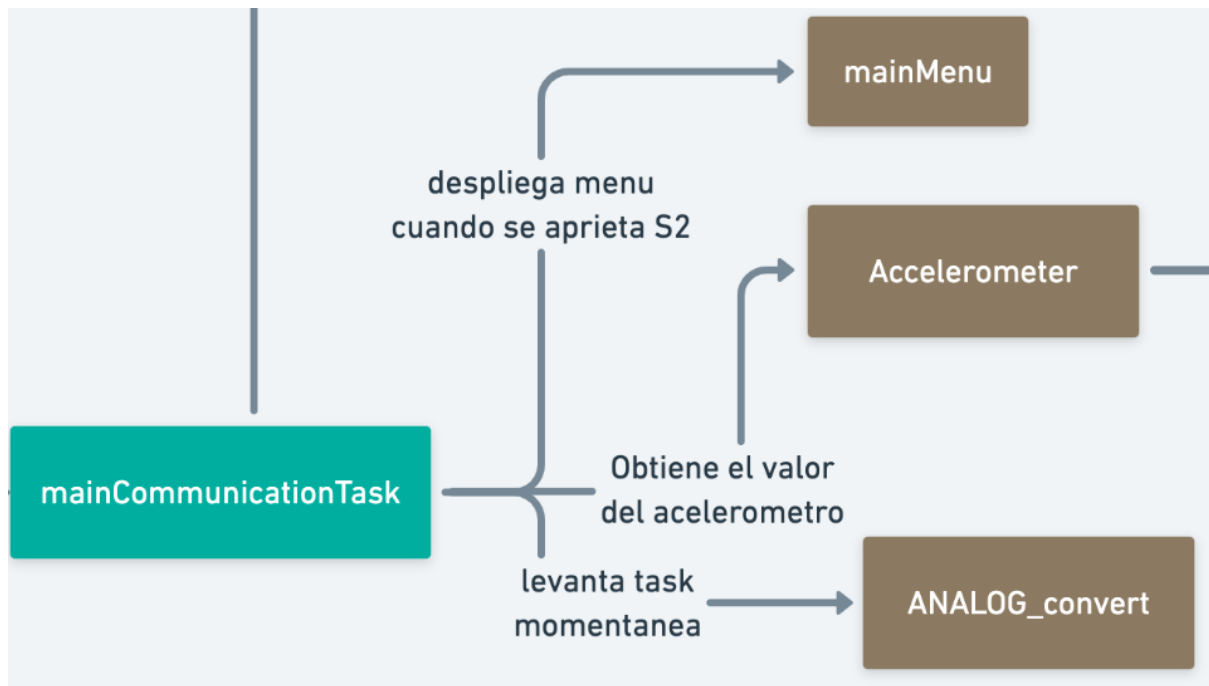 mainMenu
despliega menu
cuando se aprieta S2
Accelerometer
mainCommunicationTask
Obtiene el valor
del acelerometro
levanta task
momentanea
ANALOG_convert